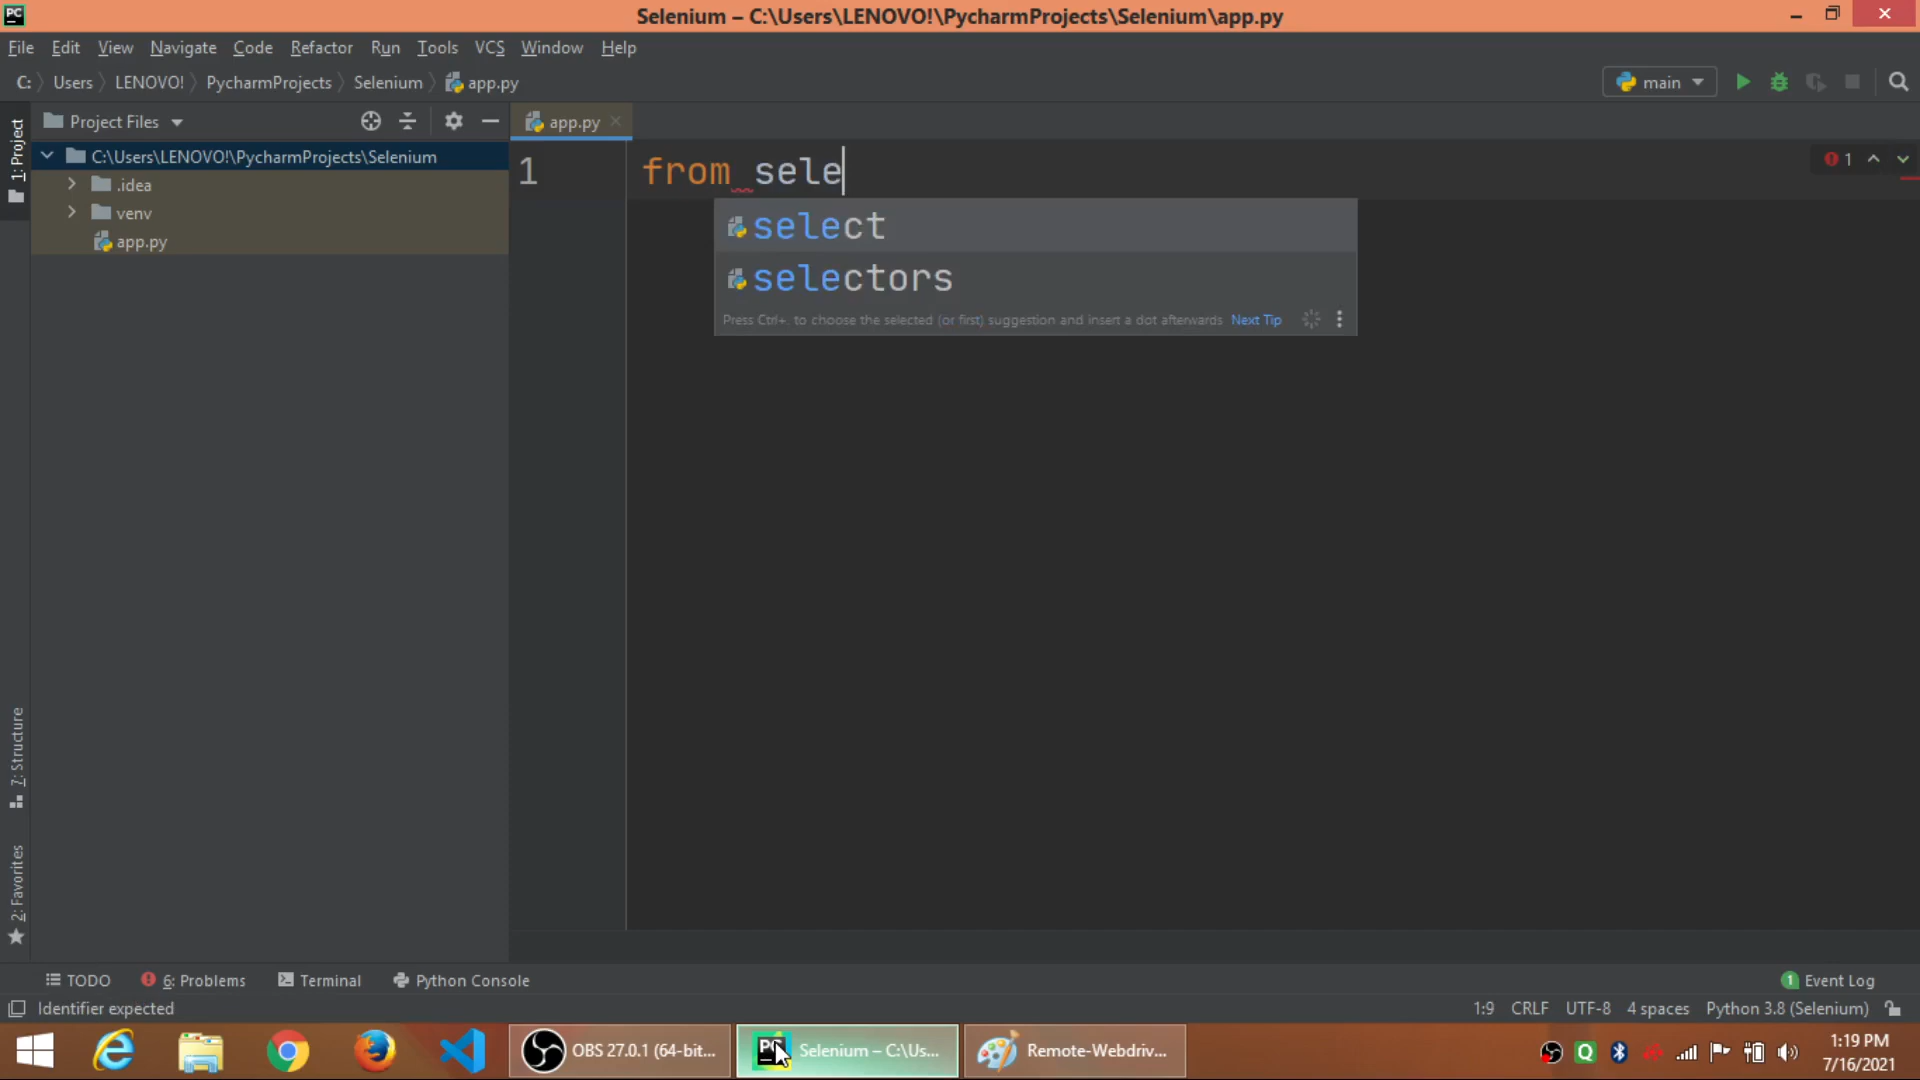 PC Selenium – C:\Users\LENOVO!\PycharmProjects\Selenium\app.py
File Edit View Navigate Code Refactor Run Tools VCS Window Help
C: Users LENOVO! PycharmProjects Selenium app.py main
Project Files app.py
1: Project
C:\Users\LENOVO!\PycharmProjects\Selenium
.idea
venv
app.py
1 from sele
1
select
selectors
Press Ctrl+. to choose the selected (or first) suggestion and insert a dot afterwards Next Tip
7: Structure
2: Favorites
TODO 6: Problems Terminal Python Console 1 Event Log
Identifier expected 1:9 CRLF UTF-8 4 spaces Python 3.8 (Selenium)
OBS 27.0.1 (64-bit... PC Selenium – C:\Us... Remote-Webdriv... 1:19 PM
7/16/2021